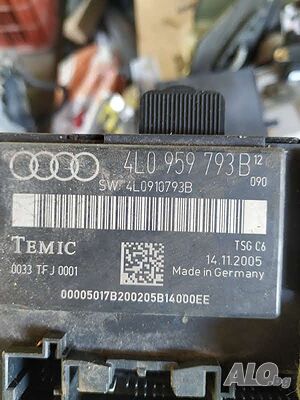 4L0 959 793B 12
090
SW: 4L0910793B
TEMIC
TSG C6
0033 TFJ 0001
14.11.2005
Made in Germany
00005017B200205B14000EE
ALO.bg